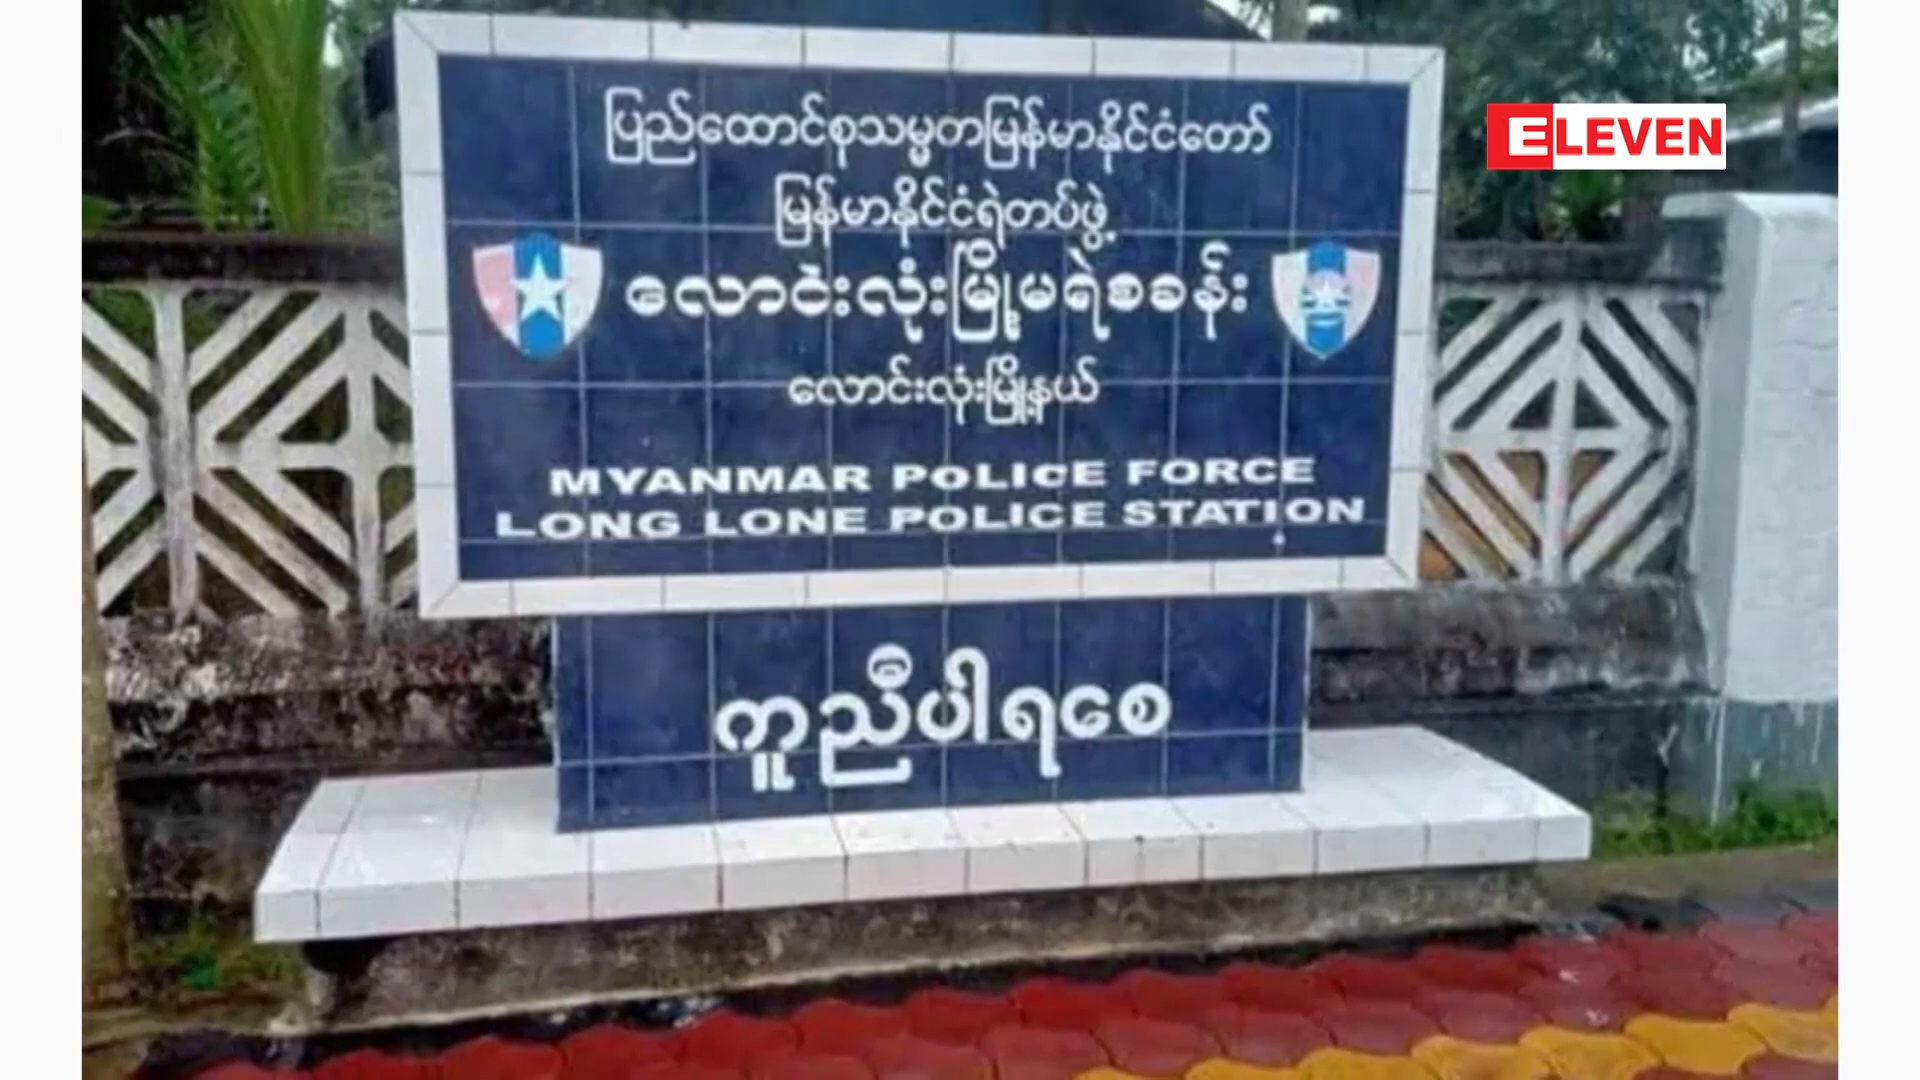 ပြည်ထောင်စုသမ္မတမြန်မာနိုင်ငံတော်
မြန်မာနိုင်ငံရဲတပ်ဖွဲ့
လောင်းလုံးမြို့မရဲစခန်း
လောင်းလုံးမြို့နယ်
MYANMAR POLICE FORCE
LONG LONE POLICE STATION
ကူညီပါရစေ
ELEVEN